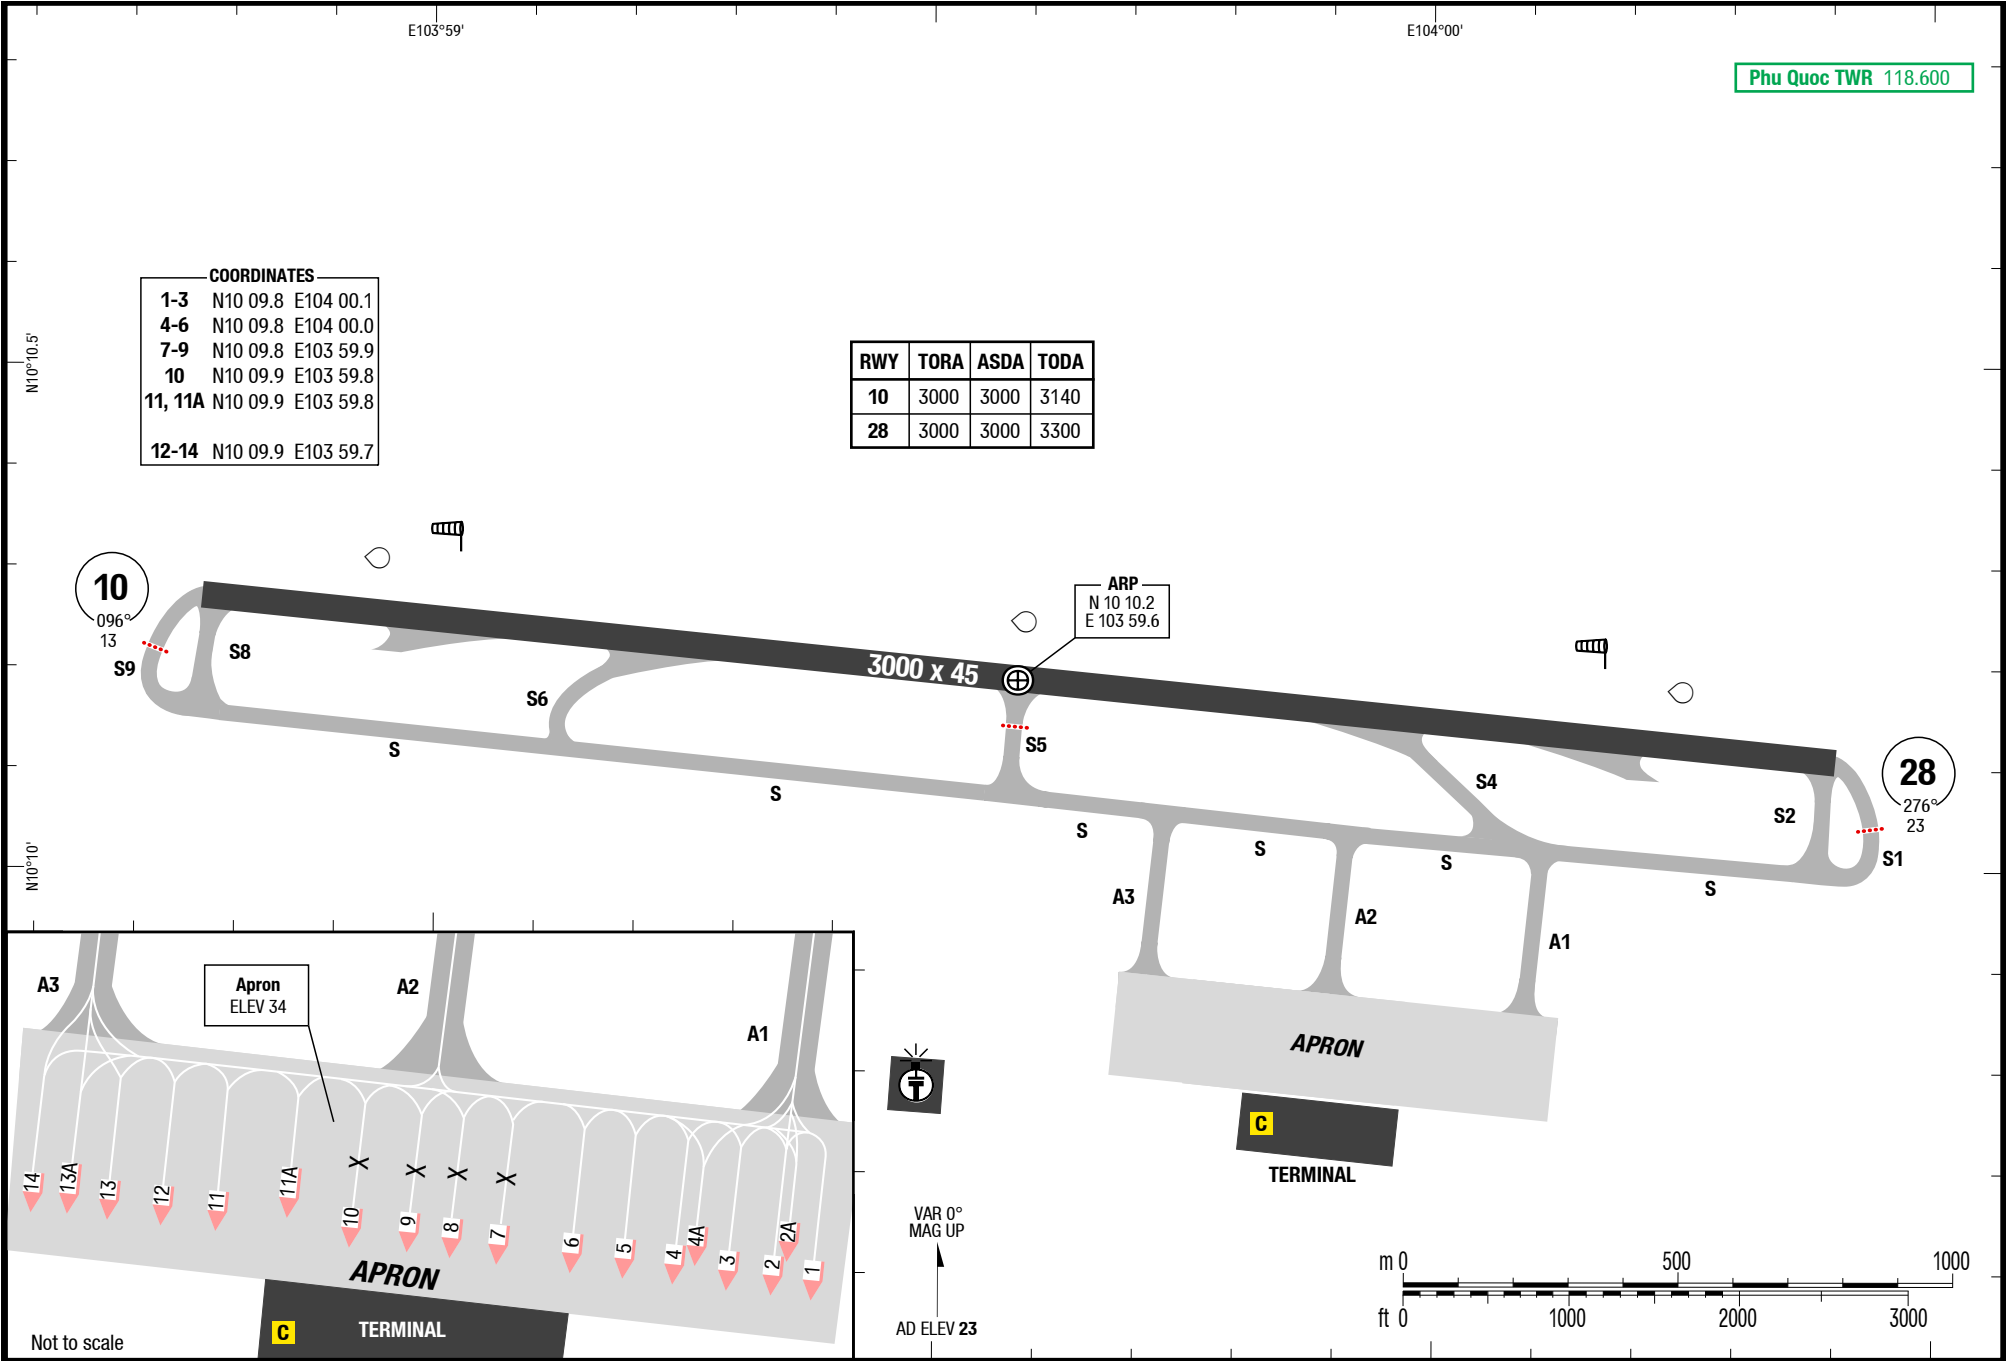 E103°59'
E104°00'
Phu Quoc TWR 118.600
COORDINATES
1-3 N10 09.8 E104 00.1
4-6 N10 09.8 E104 00.0
7-9 N10 09.8 E103 59.9
10 N10 09.9 E103 59.8
11, 11A N10 09.9 E103 59.8
12-14 N10 09.9 E103 59.7
N10°10.5'
RWY TORA ASDA TODA
10 3000 3000 3140
28 3000 3000 3300
10
096°
13
S9
S8
S6
3000 x 45
ARP
N 10 10.2
E 103 59.6
S5
S4
S2
28
276°
23
S1
S
S
S
S
S
S
N10°10'
A3
A2
A1
APRON
C
TERMINAL
A3
Apron
ELEV 34
A2
A1
14
13A
13
12
11
11A
X
X
X
X
10
9
8
7
6
5
4
4A
3
2
2A
1
APRON
C
TERMINAL
Not to scale
VAR 0°
MAG UP
AD ELEV 23
m 0 500 1000
ft 0 1000 2000 3000